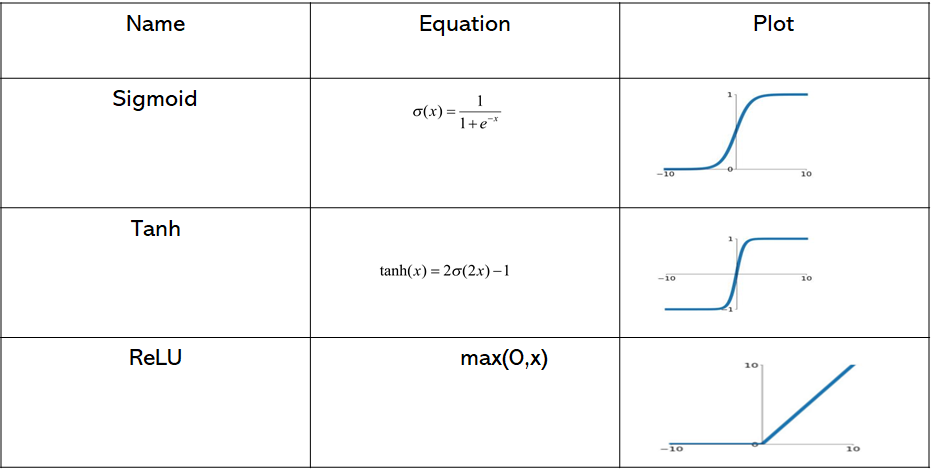 Name Equation Plot
Sigmoid
σ(x) = 1 / (1 + e^{-x})
1
0
-10
10
Tanh
tanh(x) = 2σ(2x) − 1
1
-10
10
-1
ReLU max(0,x)
10
0
-10
10